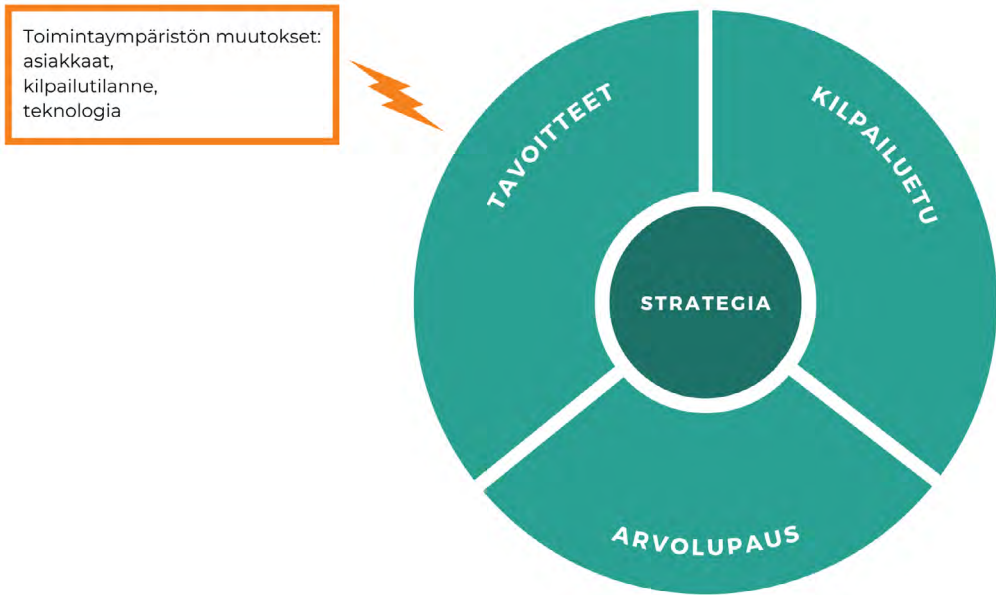 Toimintaympäristön muutokset:
asiakkaat,
kilpailutilanne,
teknologia
TAVOITTEET
KILPAILUETU
STRATEGIA
ARVOLUPAUS